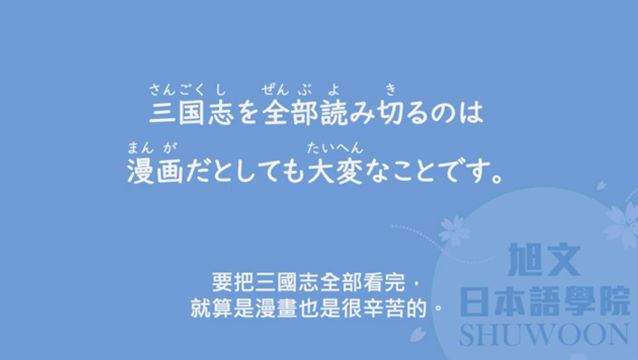 さんごくし ぜんぶよ き
三国志を全部読み切るのは
まんが たいへん
漫画だとしても大変なことです。
要把三國志全部看完，
就算是漫畫也是很辛苦的。
旭文
日本語學院
SHUWOON